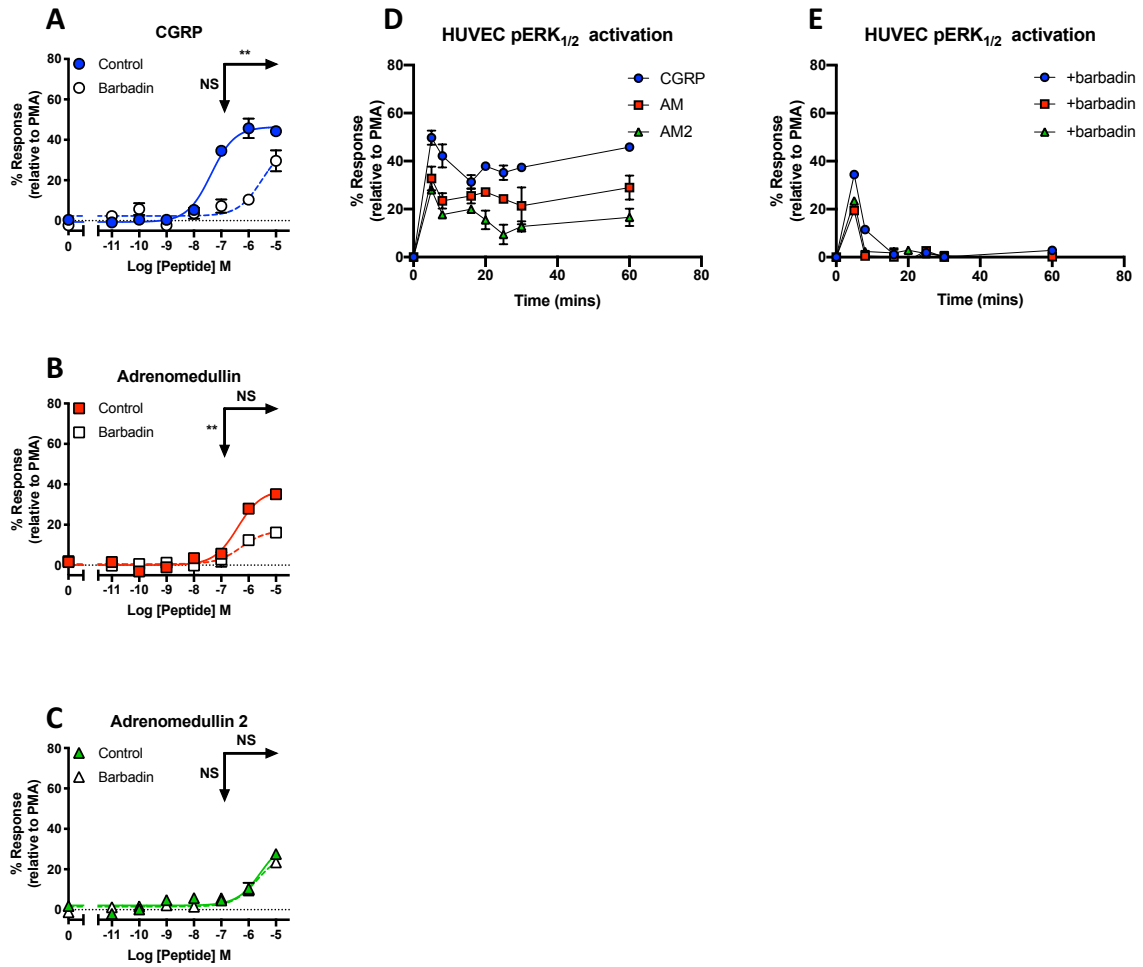 A
CGRP
Control
Barbadin
**
NS
80
60
40
20
0
% Response
(relative to PMA)
0 -11 -10 -9 -8 -7 -6 -5
Log [Peptide] M
D
HUVEC pERK1/2 activation
CGRP
AM
AM2
80
60
40
20
0
% Response
(relative to PMA)
0 20 40 60 80
Time (mins)
E
HUVEC pERK1/2 activation
+barbadin
+barbadin
+barbadin
80
60
40
20
0
% Response
(relative to PMA)
0 20 40 60 80
Time (mins)
B
Adrenomedullin
Control
Barbadin
NS
**
80
60
40
20
0
% Response
(relative to PMA)
0 -11 -10 -9 -8 -7 -6 -5
Log [Peptide] M
C
Adrenomedullin 2
Control
Barbadin
NS
NS
80
60
40
20
0
% Response
(relative to PMA)
0 -11 -10 -9 -8 -7 -6 -5
Log [Peptide] M